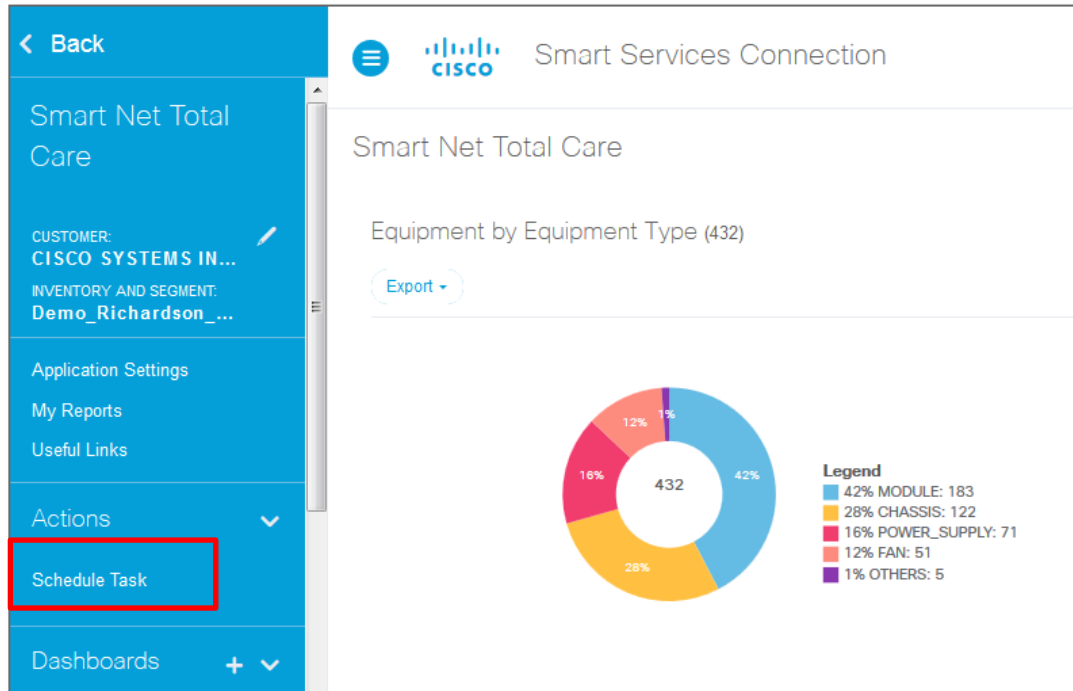 Back
Smart Net Total
Care
CUSTOMER:
CISCO SYSTEMS IN...
INVENTORY AND SEGMENT:
Demo_Richardson_...
Application Settings
My Reports
Useful Links
Actions
Schedule Task
Dashboards
CISCO
Smart Services Connection
Smart Net Total Care
Equipment by Equipment Type (432)
Export
1%
12%
16%
432
42%
28%
Legend
42% MODULE: 183
28% CHASSIS: 122
16% POWER_SUPPLY: 71
12% FAN: 51
1% OTHERS: 5